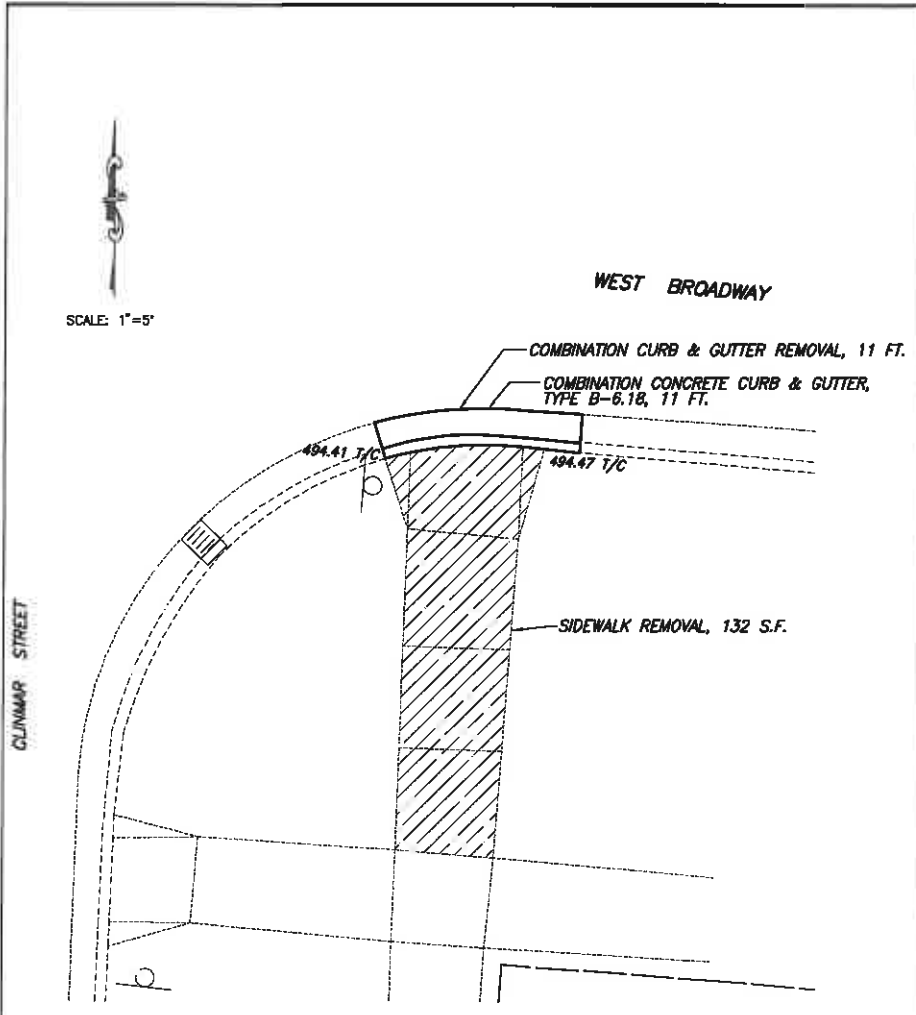 WEST BROADWAY
SCALE: 1"=5'
COMBINATION CURB & GUTTER REMOVAL, 11 FT.
COMBINATION CONCRETE CURB & GUTTER,
TYPE B-6.18, 11 FT.
494.41 T/C
494.47 T/C
SIDEWALK REMOVAL, 132 S.F.
CLINMAR STREET